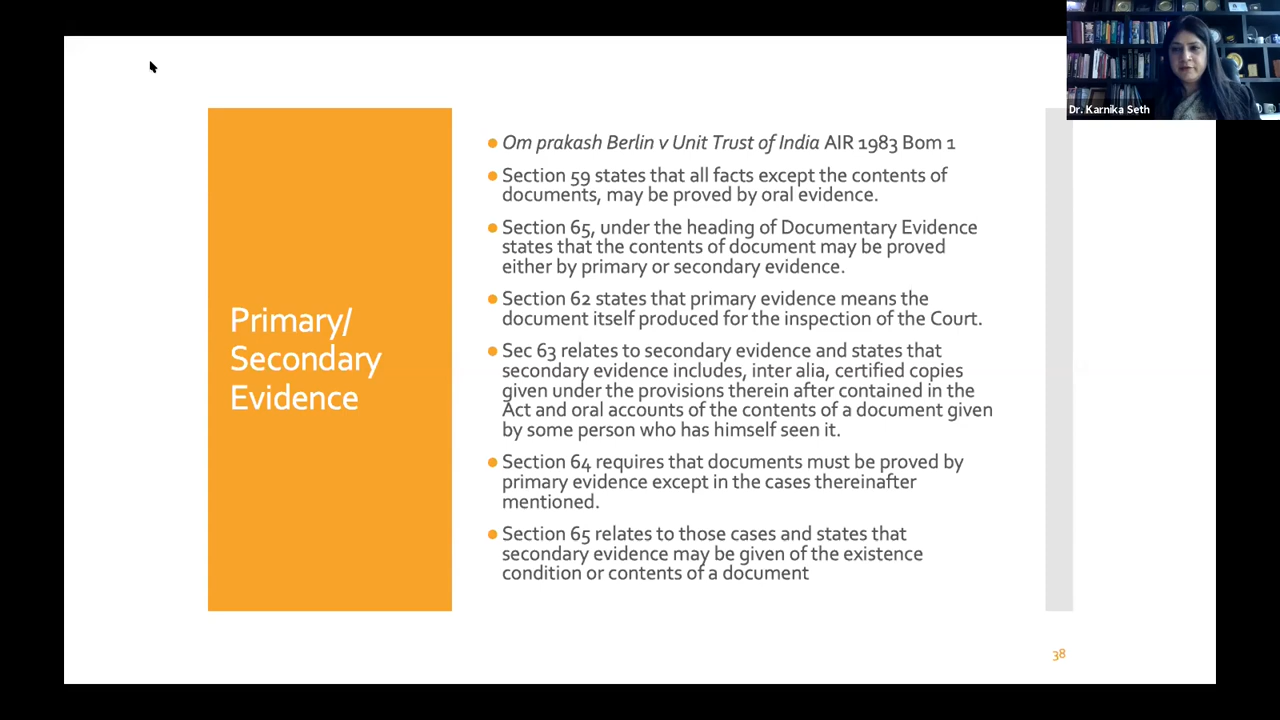 Dr. Karnika Seth
Primary/
Secondary
Evidence
Om prakash Berlin v Unit Trust of India AIR 1983 Bom 1
Section 59 states that all facts except the contents of
documents, may be proved by oral evidence.
Section 65, under the heading of Documentary Evidence
states that the contents of document may be proved
either by primary or secondary evidence.
Section 62 states that primary evidence means the
document itself produced for the inspection of the Court.
Sec 63 relates to secondary evidence and states that
secondary evidence includes, inter alia, certified copies
given under the provisions therein after contained in the
Act and oral accounts of the contents of a document given
by some person who has himself seen it.
Section 64 requires that documents must be proved by
primary evidence except in the cases thereinafter
mentioned.
Section 65 relates to those cases and states that
secondary evidence may be given of the existence
condition or contents of a document
38